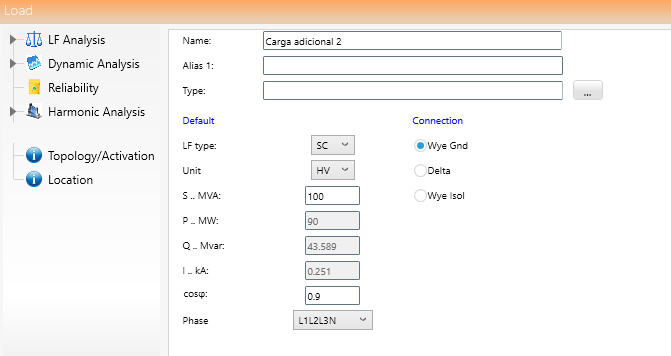 Load
LF Analysis
Dynamic Analysis
Reliability
Harmonic Analysis
Topology/Activation
Location
Name: Carga adicional 2
Alias 1:
Type: ...
Default Connection
LF type: SC Wye Gnd
Unit HV Delta
S .. MVA: 100 Wye Isol
P .. MW: 90
Q .. Mvar: 43.589
I .. kA: 0.251
cosφ: 0.9
Phase L1L2L3N